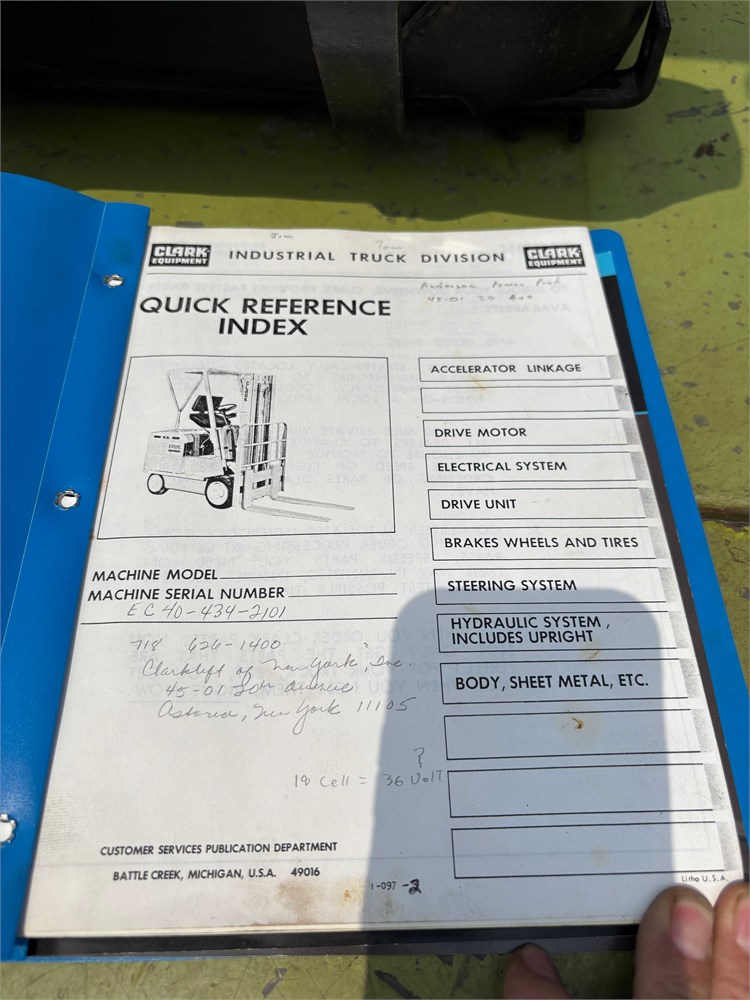 Jim
Tom
CLARK EQUIPMENT INDUSTRIAL TRUCK DIVISION CLARK EQUIPMENT
Anderson Power Prod
45-01 20 Ave
QUICK REFERENCE
INDEX
ACCELERATOR LINKAGE
DRIVE MOTOR
ELECTRICAL SYSTEM
DRIVE UNIT
BRAKES WHEELS AND TIRES
STEERING SYSTEM
HYDRAULIC SYSTEM,
INCLUDES UPRIGHT
BODY, SHEET METAL, ETC.
MACHINE MODEL
MACHINE SERIAL NUMBER
EC 40-434-2101
718 626-1400
Clarklift of New York, Inc.
45-01 20th Avenue
Astoria, New York 11105
?
18 Cell = 36 Volt
CUSTOMER SERVICES PUBLICATION DEPARTMENT
BATTLE CREEK, MICHIGAN, U.S.A. 49016
1-097 -2
Litho U.S.A.